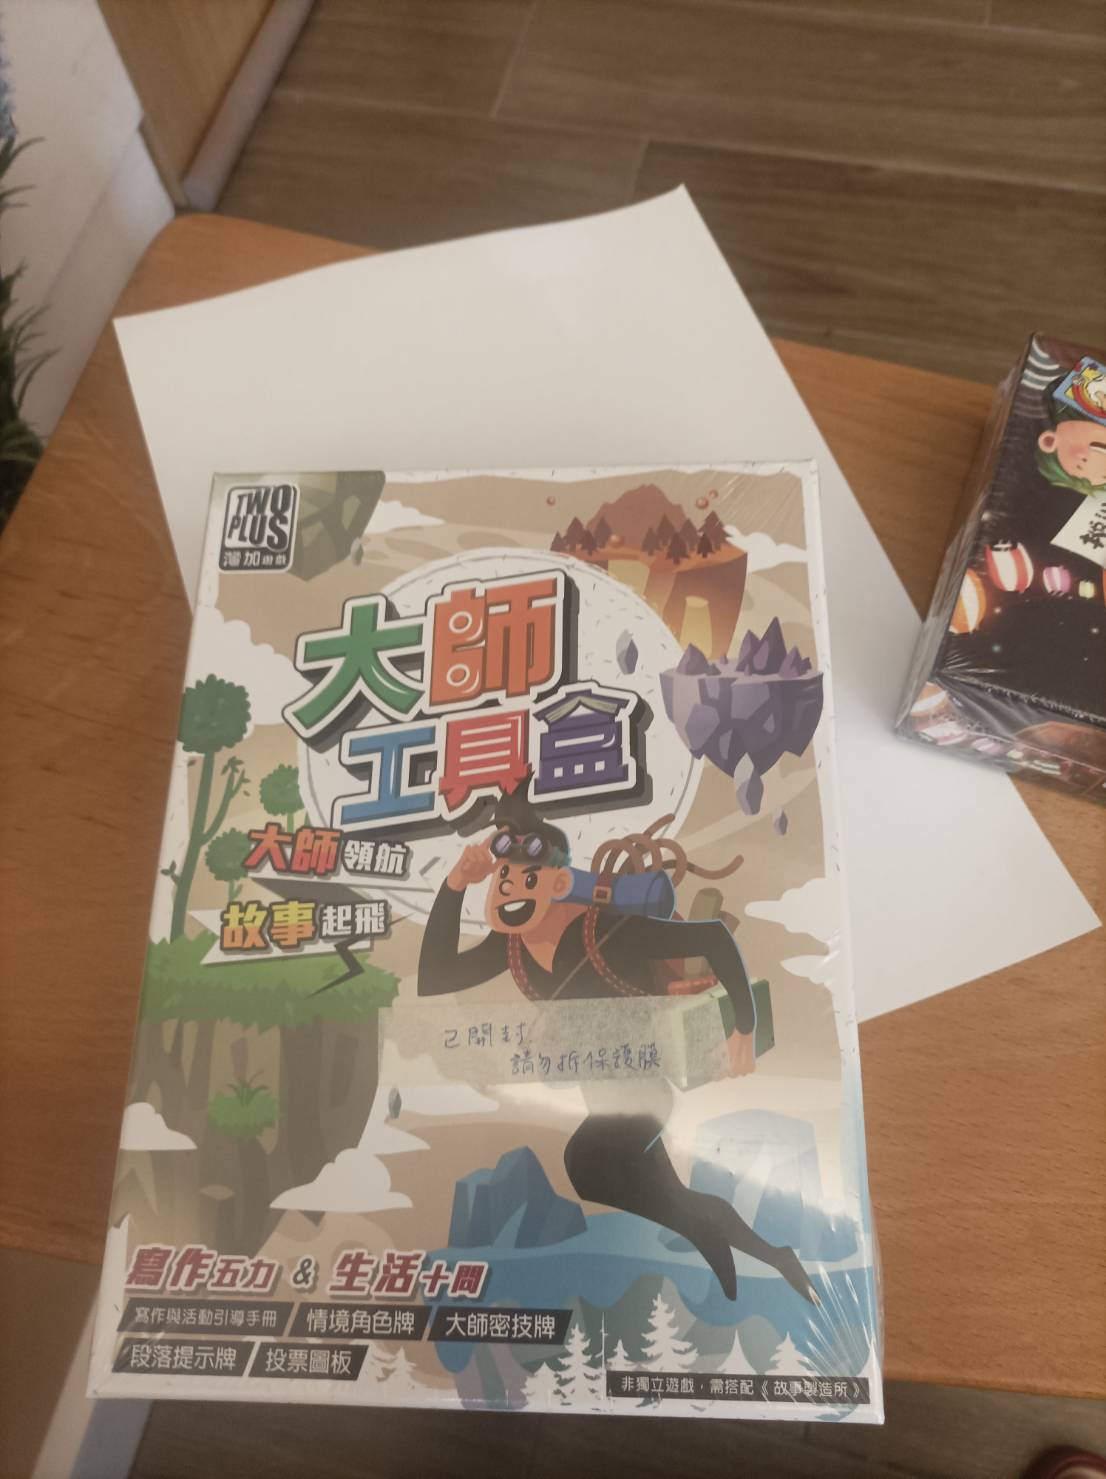 TWO
PLUS
灣加遊戲
大師
工具盒
大師領航
故事起飛
已開封
請勿拆保護膜
寫作五力 & 生活十問
寫作與活動引導手冊 情境角色牌 大師密技牌
段落提示牌 投票圖板
非獨立遊戲，需搭配《故事製造所》